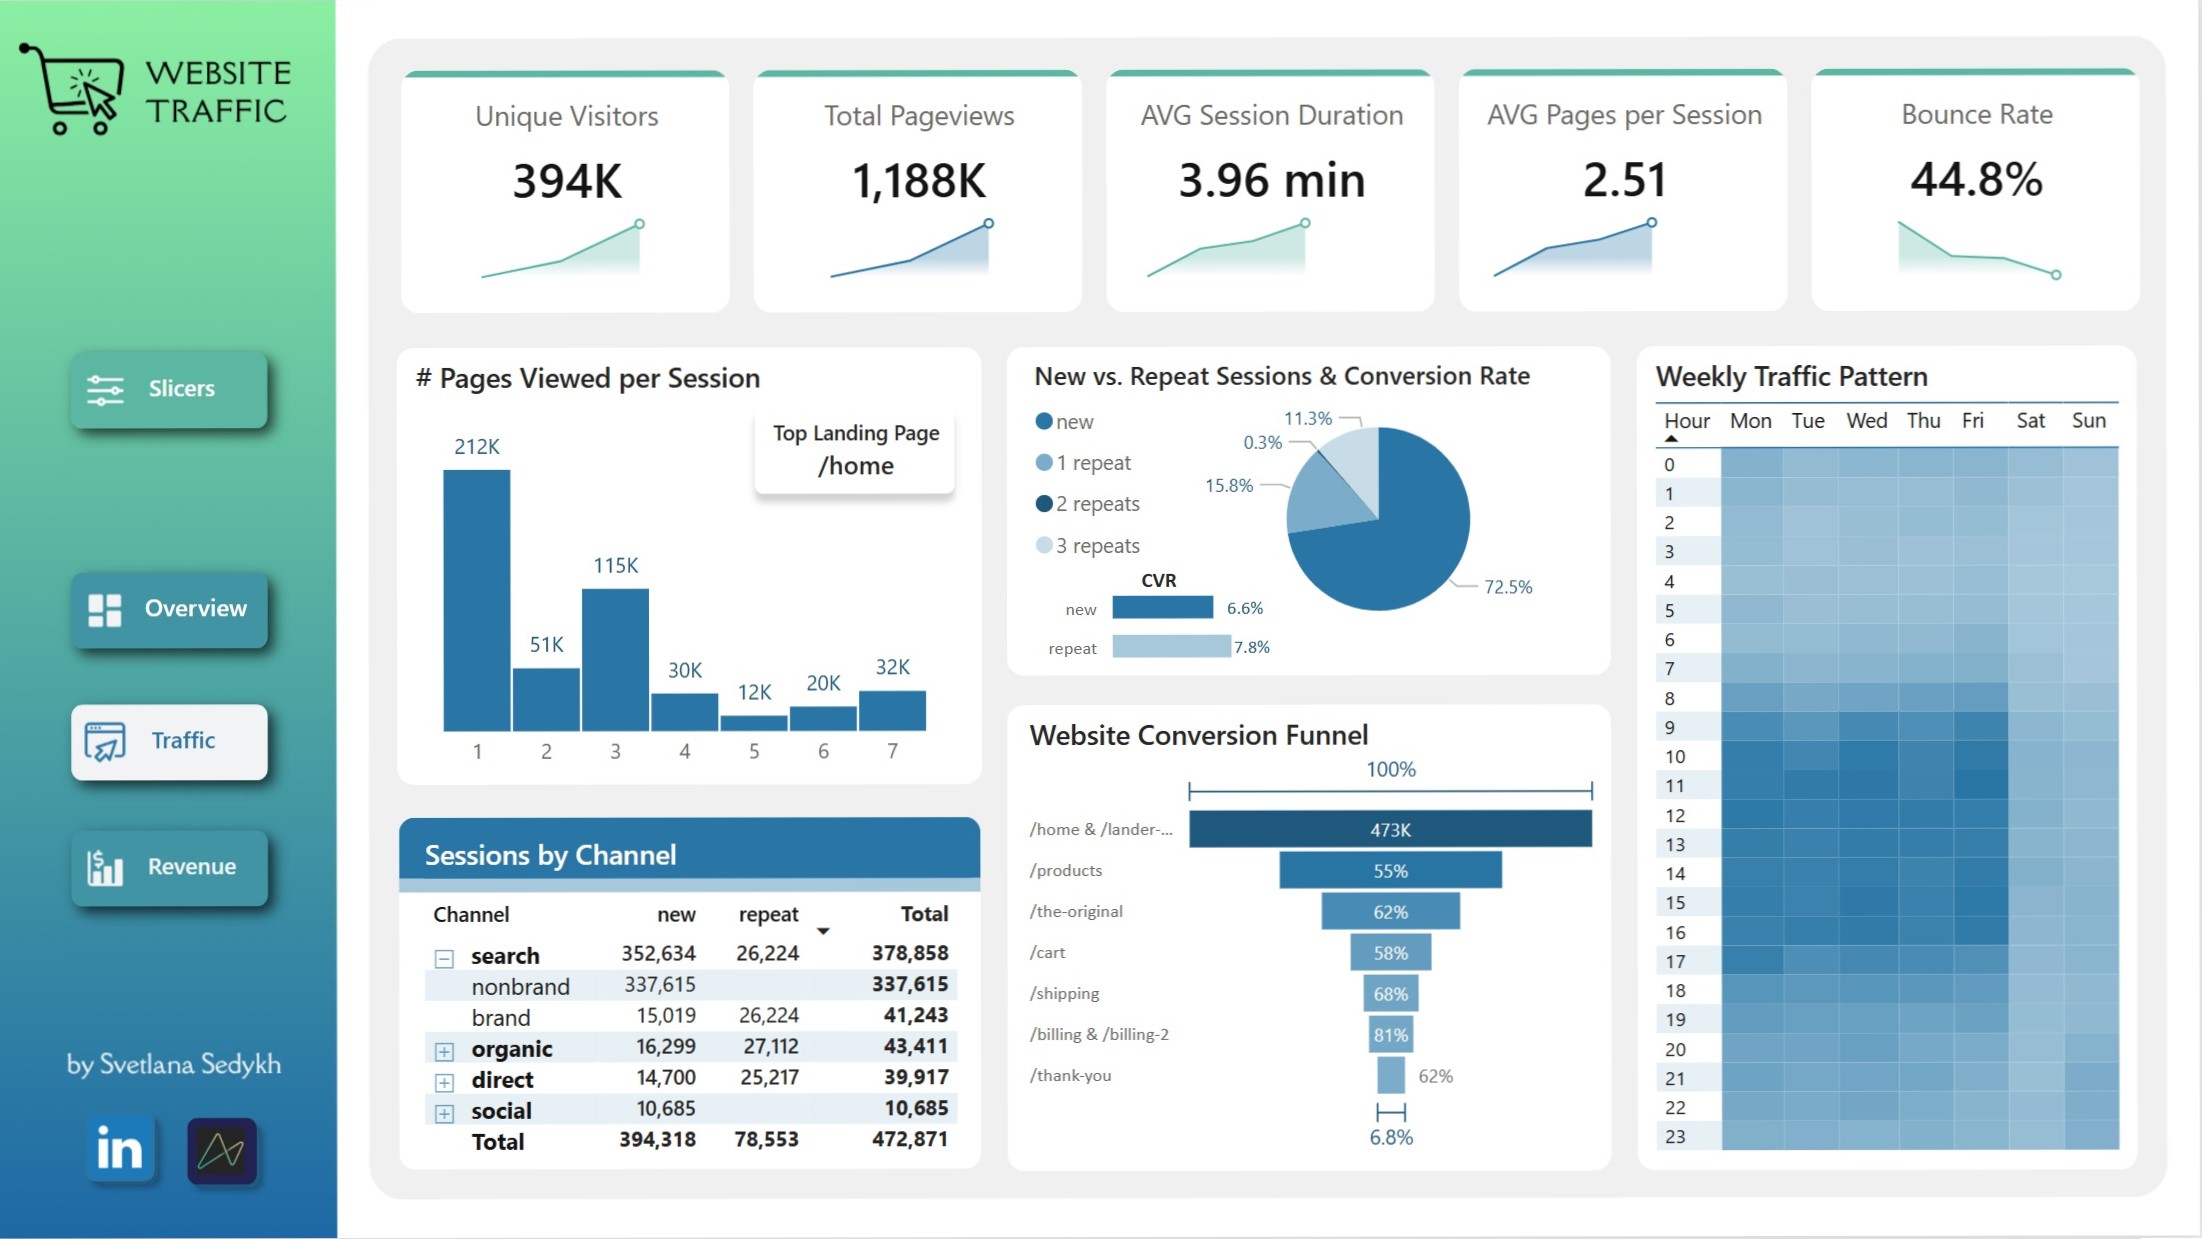 WEBSITE
TRAFFIC
Slicers
Overview
Traffic
Revenue
by Svetlana Sedykh
in
Unique Visitors
394K
Total Pageviews
1,188K
AVG Session Duration
3.96 min
AVG Pages per Session
2.51
Bounce Rate
44.8%
# Pages Viewed per Session
Top Landing Page
/home
212K
51K
115K
30K
12K
20K
32K
1 2 3 4 5 6 7
Sessions by Channel
Channel new repeat Total
search 352,634 26,224 378,858
nonbrand 337,615 337,615
brand 15,019 26,224 41,243
organic 16,299 27,112 43,411
direct 14,700 25,217 39,917
social 10,685 10,685
Total 394,318 78,553 472,871
New vs. Repeat Sessions & Conversion Rate
new
1 repeat
2 repeats
3 repeats
11.3%
0.3%
15.8%
72.5%
CVR
new 6.6%
repeat 7.8%
Website Conversion Funnel
100%
/home & /lander-... 473K
/products 55%
/the-original 62%
/cart 58%
/shipping 68%
/billing & /billing-2 81%
/thank-you 62%
6.8%
Weekly Traffic Pattern
Hour Mon Tue Wed Thu Fri Sat Sun
0
1
2
3
4
5
6
7
8
9
10
11
12
13
14
15
16
17
18
19
20
21
22
23